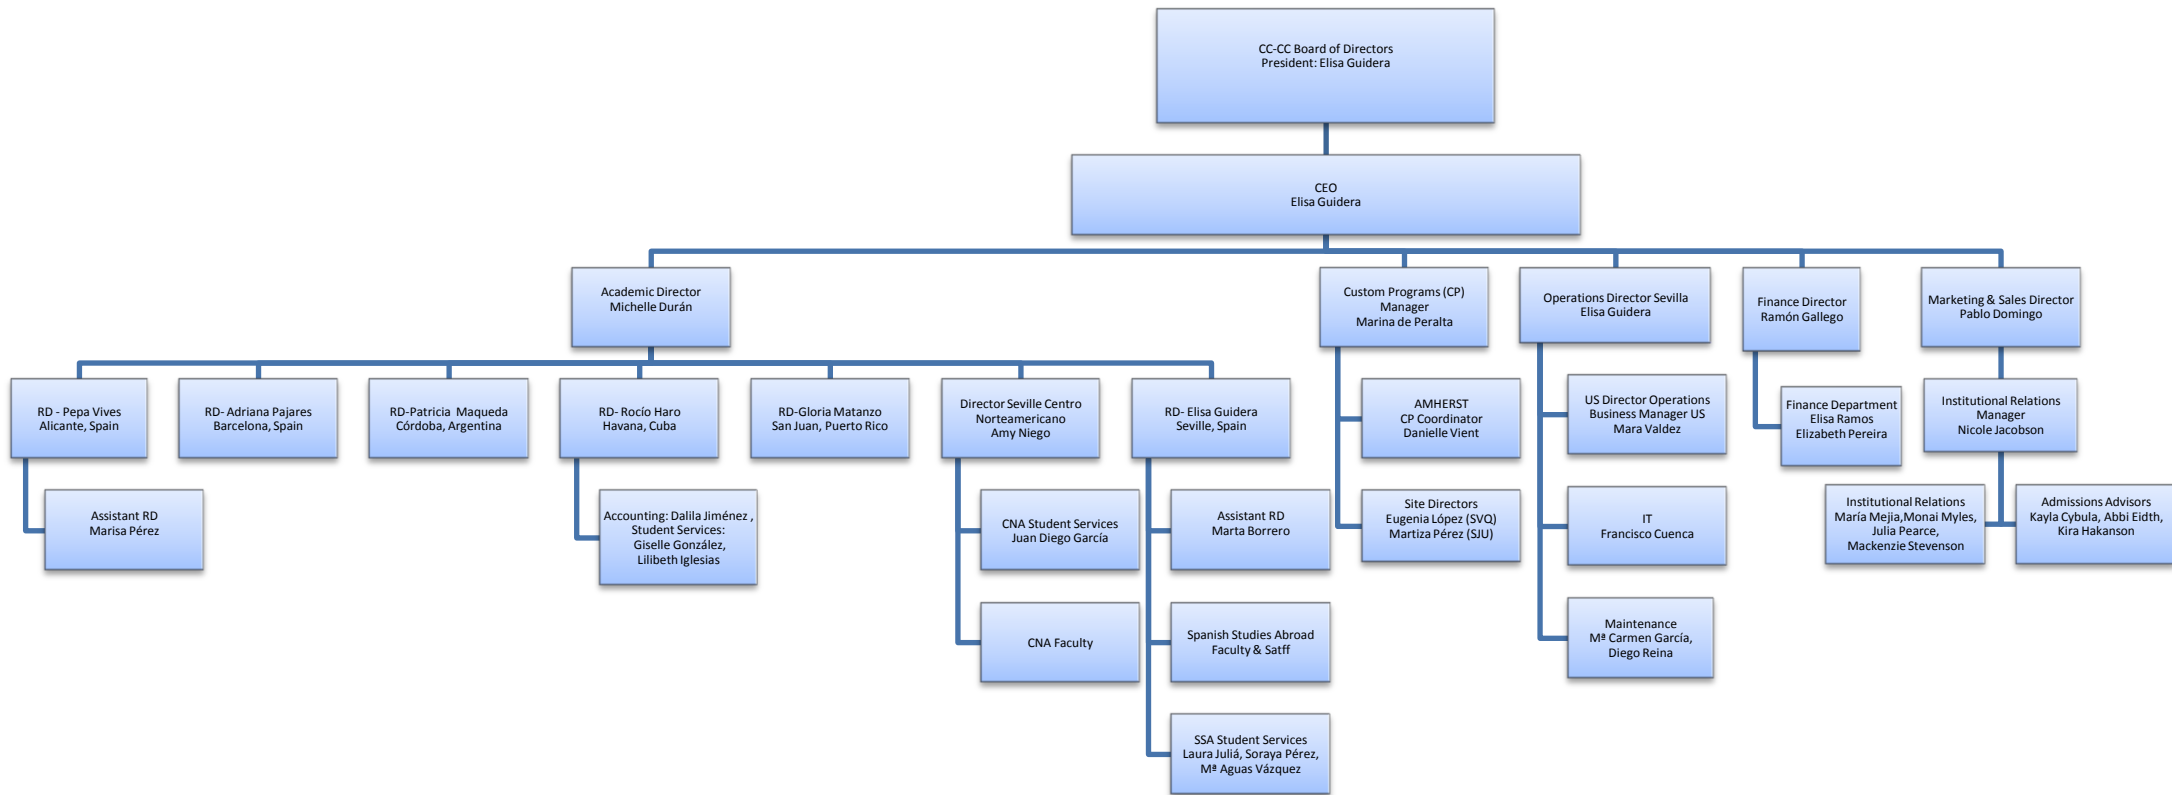 CC-CC Board of Directors
President: Elisa Guidera
CEO
Elisa Guidera
Academic Director
Michelle Durán
Custom Programs (CP)
Manager
Marina de Peralta
Operations Director Sevilla
Elisa Guidera
Finance Director
Ramón Gallego
Marketing & Sales Director
Pablo Domingo
RD - Pepa Vives
Alicante, Spain
RD- Adriana Pajares
Barcelona, Spain
RD-Patricia Maqueda
Córdoba, Argentina
RD- Rocío Haro
Havana, Cuba
RD-Gloria Matanzo
San Juan, Puerto Rico
Director Seville Centro
Norteamericano
Amy Niego
RD- Elisa Guidera
Seville, Spain
AMHERST
CP Coordinator
Danielle Vient
US Director Operations
Business Manager US
Mara Valdez
Finance Department
Elisa Ramos
Elizabeth Pereira
Institutional Relations
Manager
Nicole Jacobson
Assistant RD
Marisa Pérez
Accounting: Dalila Jiménez ,
Student Services:
Giselle González,
Lilibeth Iglesias
CNA Student Services
Juan Diego García
Assistant RD
Marta Borrero
Site Directors
Eugenia López (SVQ)
Martiza Pérez (SJU)
IT
Francisco Cuenca
Institutional Relations
María Mejia,Monai Myles,
Julia Pearce,
Mackenzie Stevenson
Admissions Advisors
Kayla Cybula, Abbi Eidth,
Kira Hakanson
CNA Faculty
Spanish Studies Abroad
Faculty & Satff
Maintenance
Mª Carmen García,
Diego Reina
SSA Student Services
Laura Juliá, Soraya Pérez,
Mª Aguas Vázquez